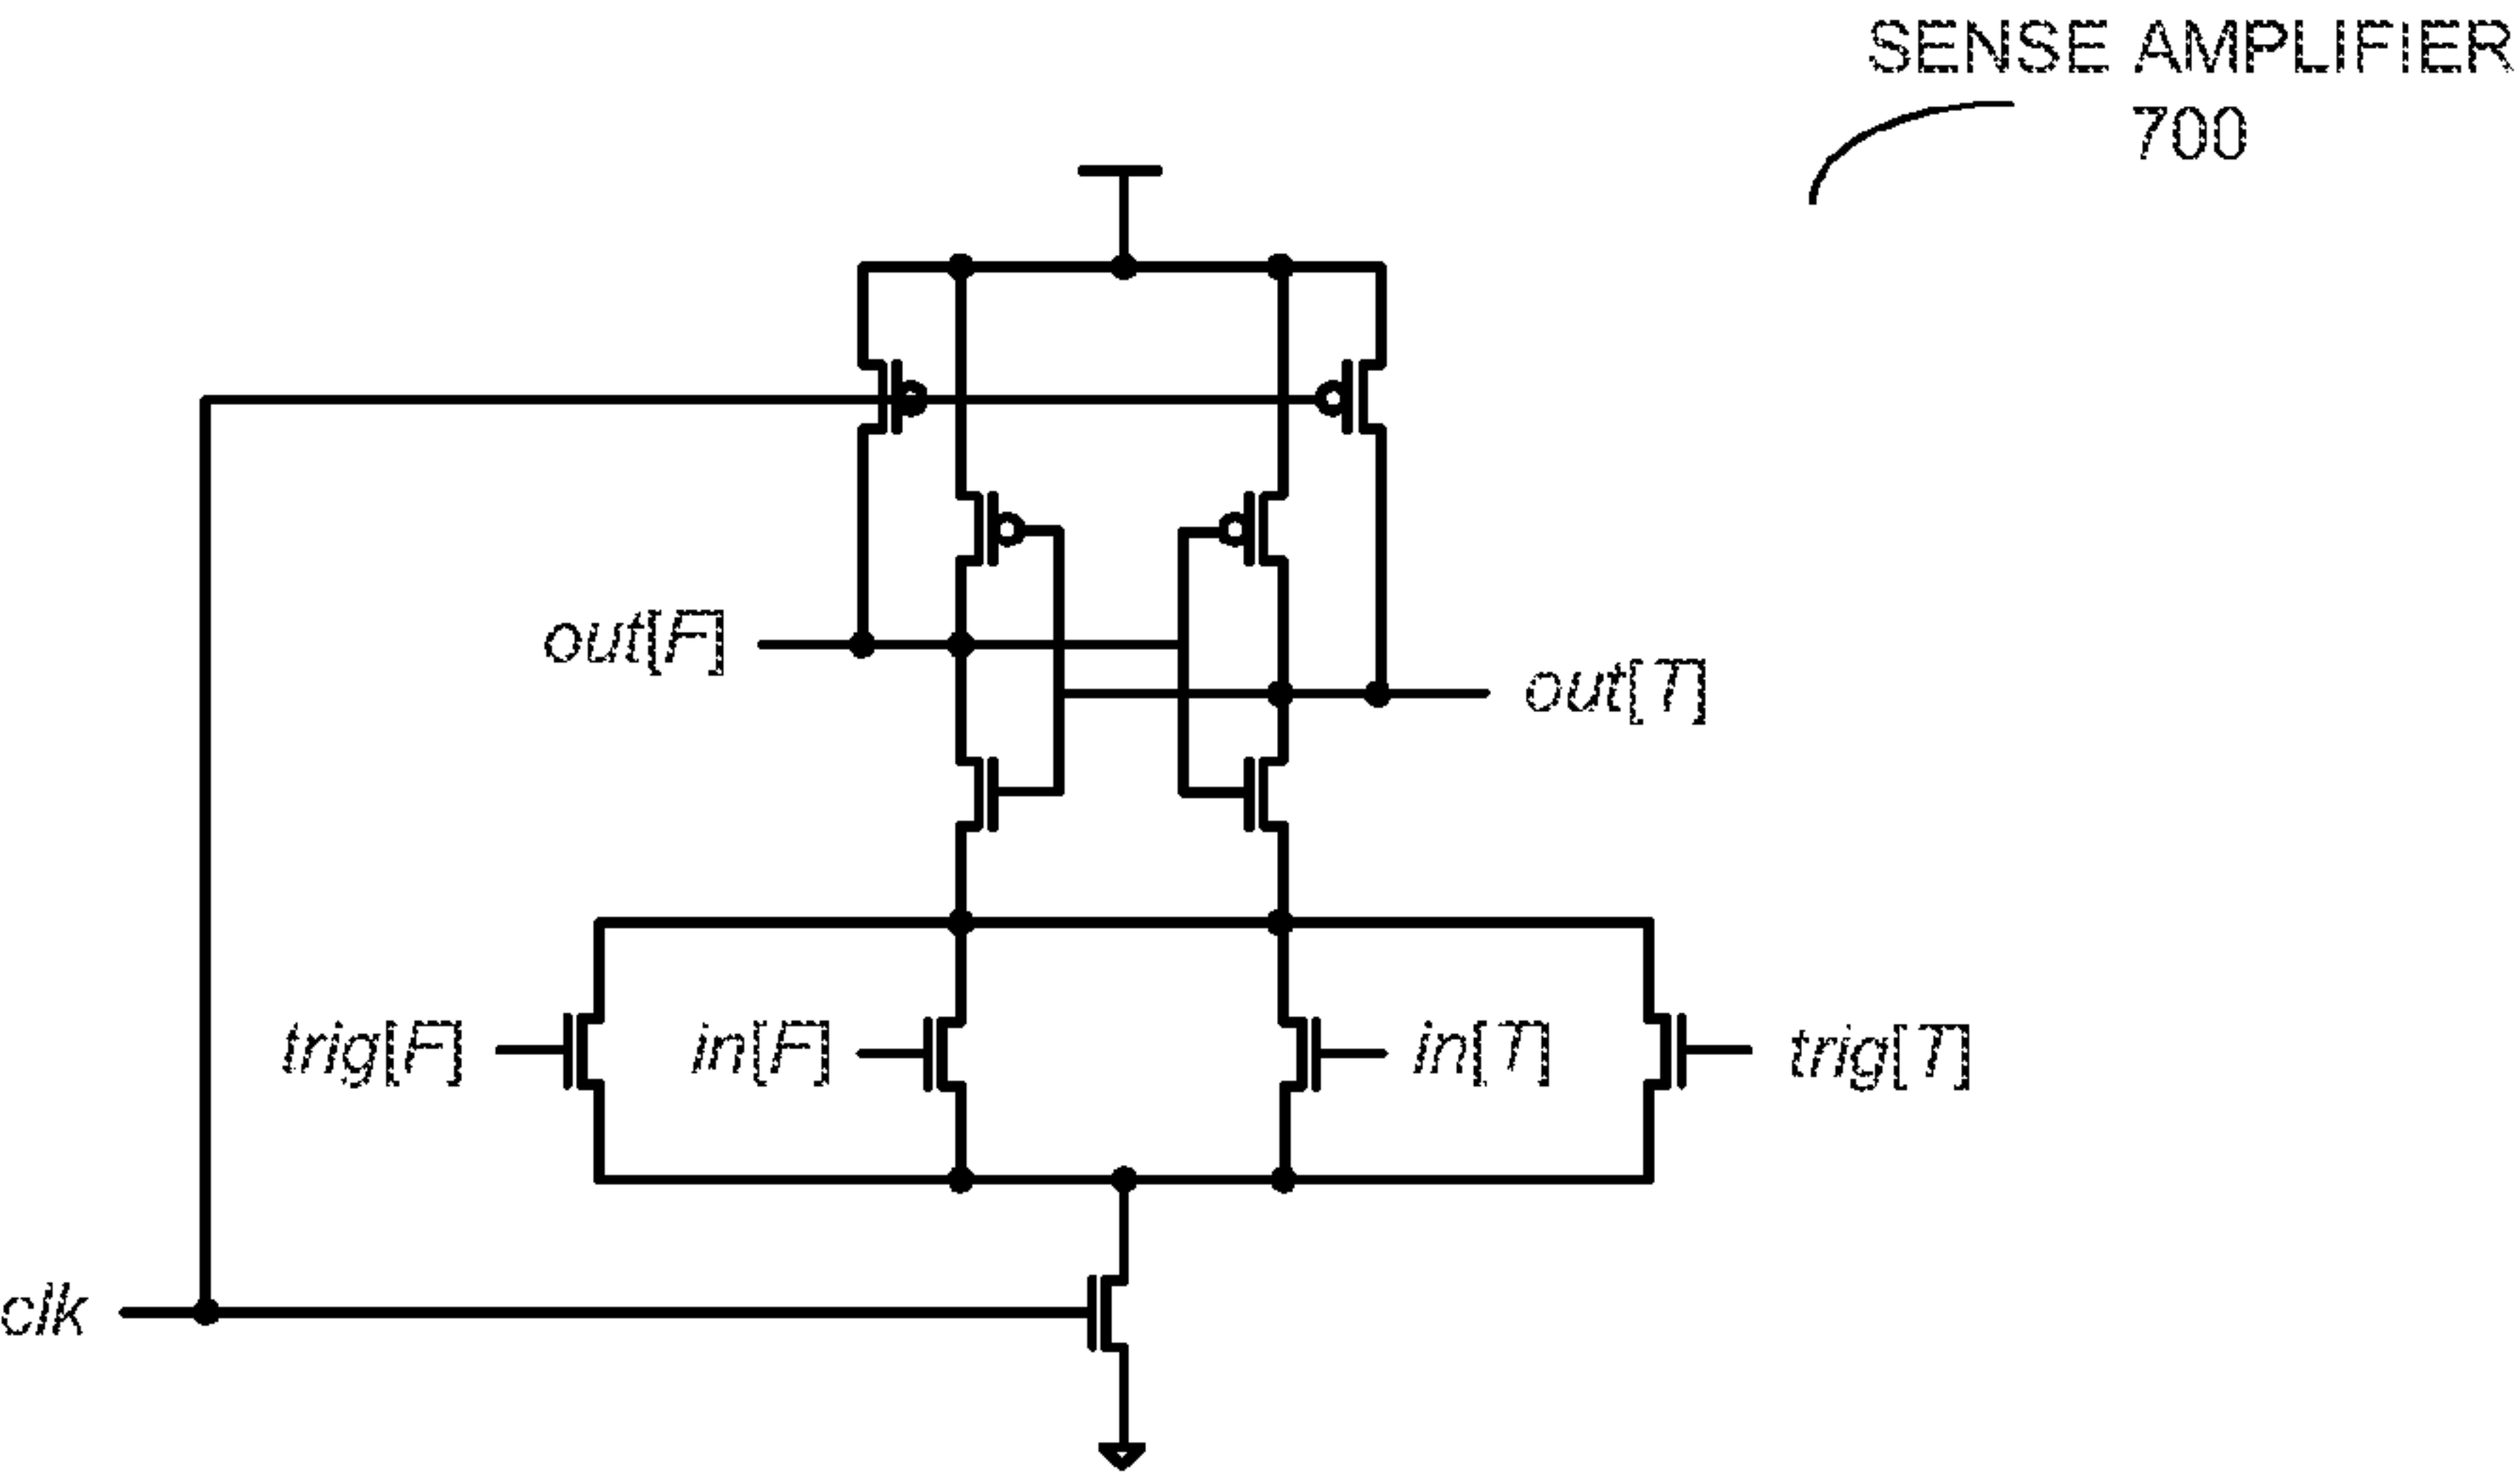 SENSE AMPLIFIER
700
out[F]
out[T]
trig[F]
in[F]
in[T]
trig[T]
clk